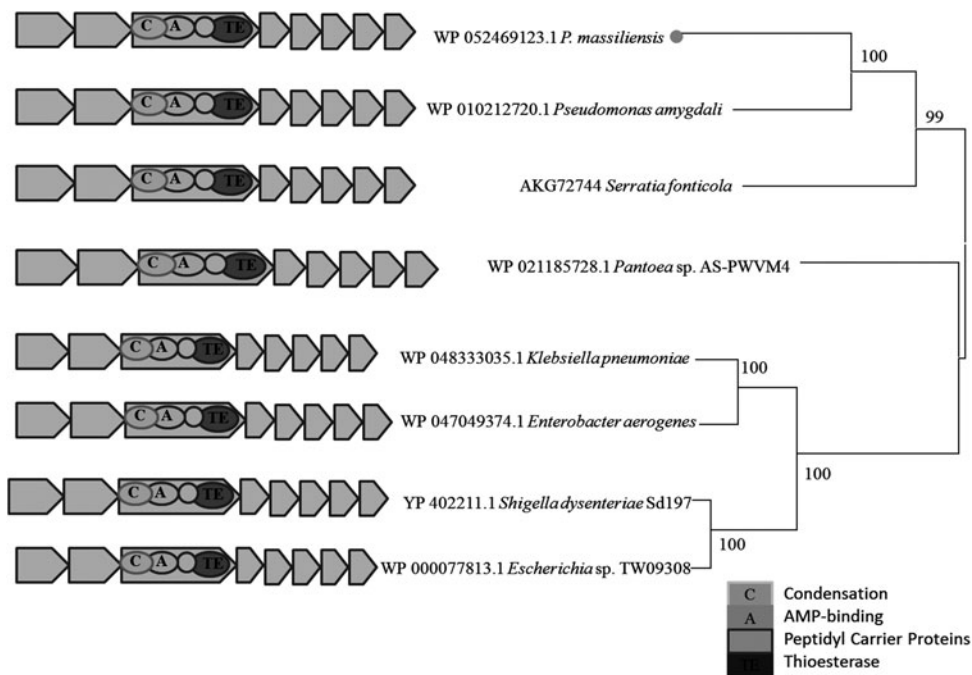 C A TE
WP 052469123.1 P. massiliensis
100
C A TE
WP 010212720.1 Pseudomonas amygdali
99
C A TE
AKG72744 Serratia fonticola
C A TE
WP 021185728.1 Pantoea sp. AS-PWVM4
C A TE
WP 048333035.1 Klebsiella pneumoniae
100
C A TE
WP 047049374.1 Enterobacter aerogenes
100
C A TE
YP 402211.1 Shigella dysenteriae Sd197
100
C A TE
WP 000077813.1 Escherichia sp. TW09308
C Condensation
A AMP-binding
Peptidyl Carrier Proteins
TE Thioesterase